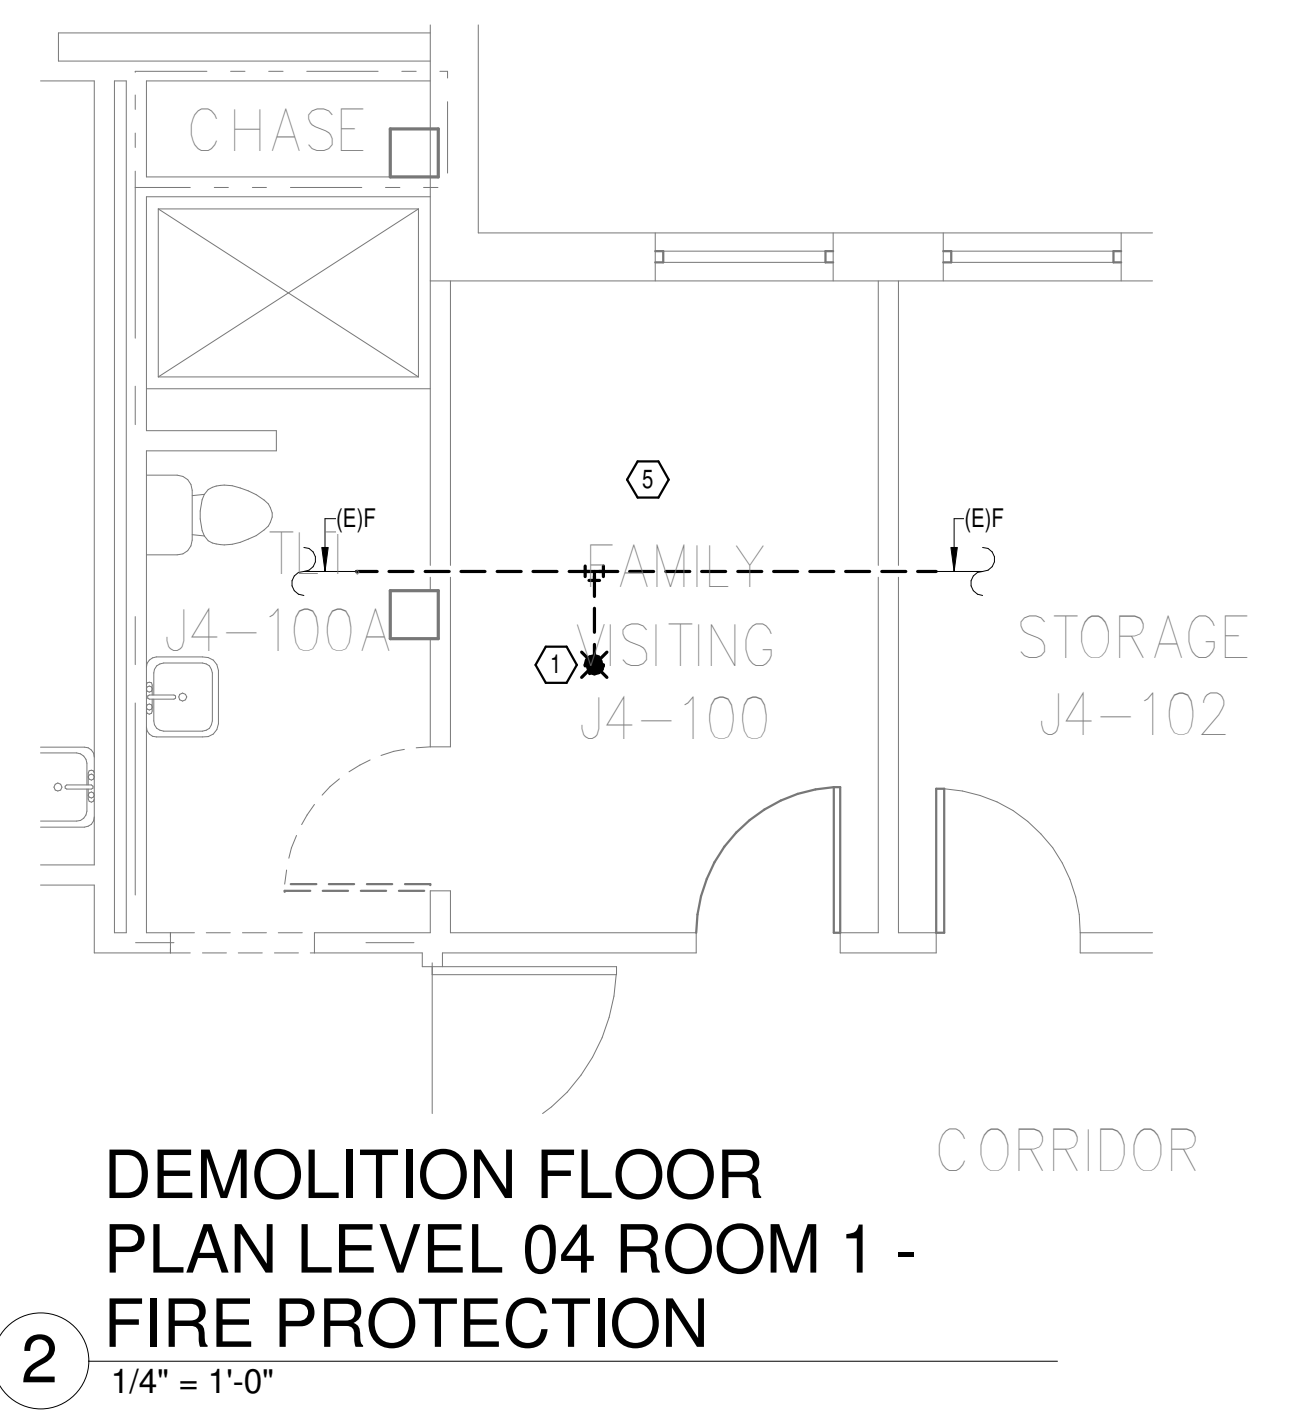 CHASE
5
(E)F
(E)F
TLT
FAMILY
VISITING
J4-100
J4-100A
1
STORAGE
J4-102
CORRIDOR
DEMOLITION FLOOR
PLAN LEVEL 04 ROOM 1 -
FIRE PROTECTION
2
1/4" = 1'-0"